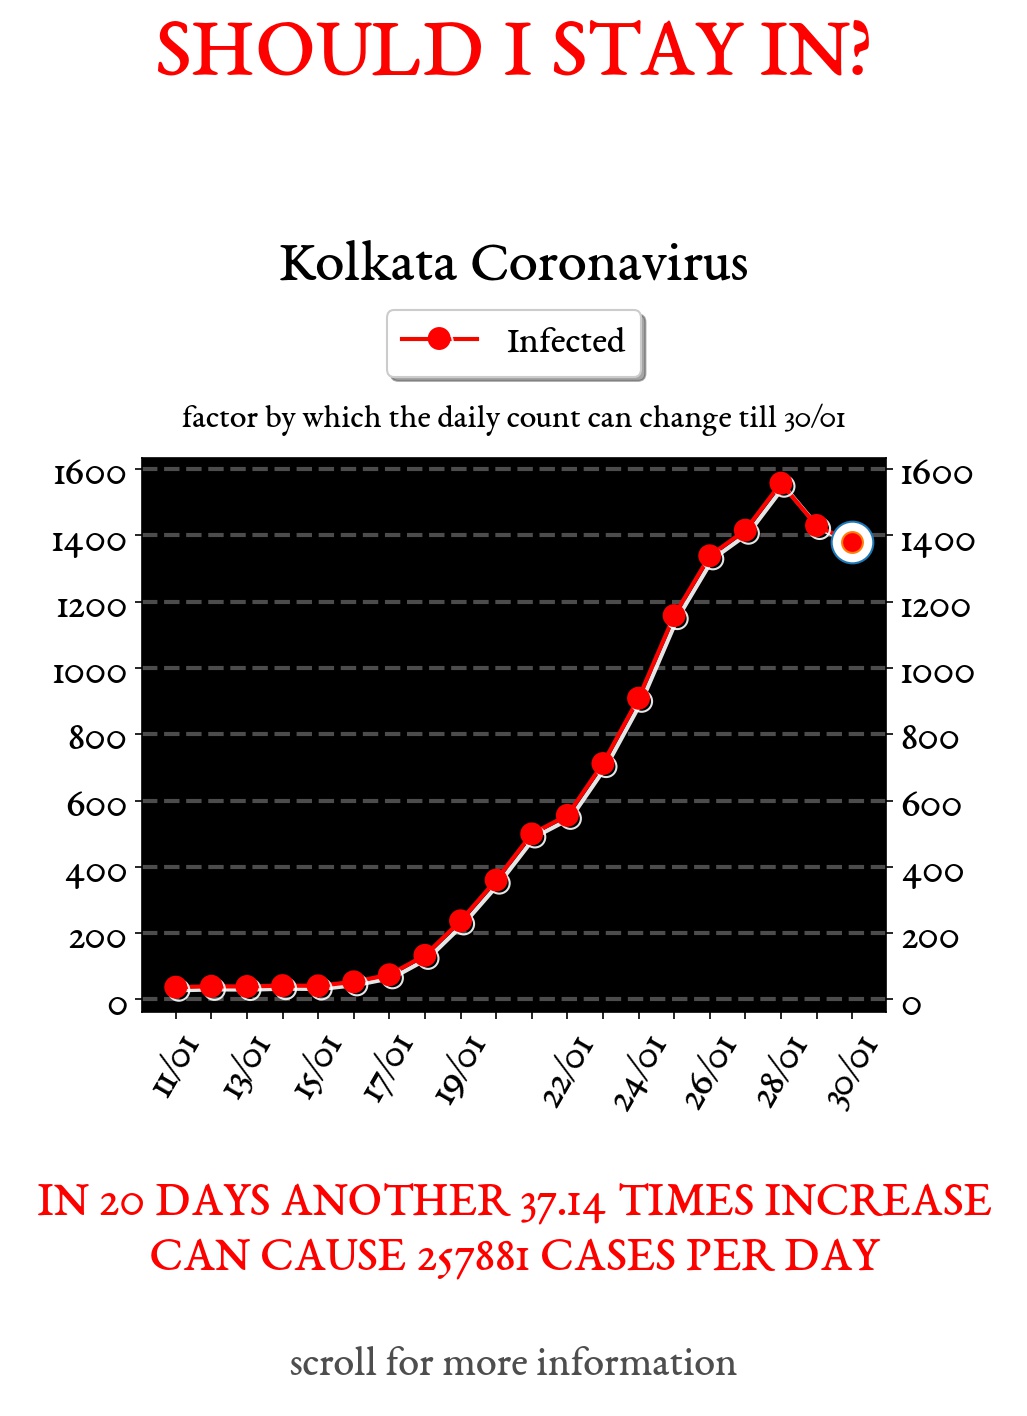 SHOULD I STAY IN?
Kolkata Coronavirus
Infected
factor by which the daily count can change till 30/01
1600 1600
1400 1400
1200 1200
1000 1000
800 800
600 600
400 400
200 200
0 0
11/01 13/01 15/01 17/01 19/01 22/01 24/01 26/01 28/01 30/01
IN 20 DAYS ANOTHER 37.14 TIMES INCREASE
CAN CAUSE 257881 CASES PER DAY
scroll for more information